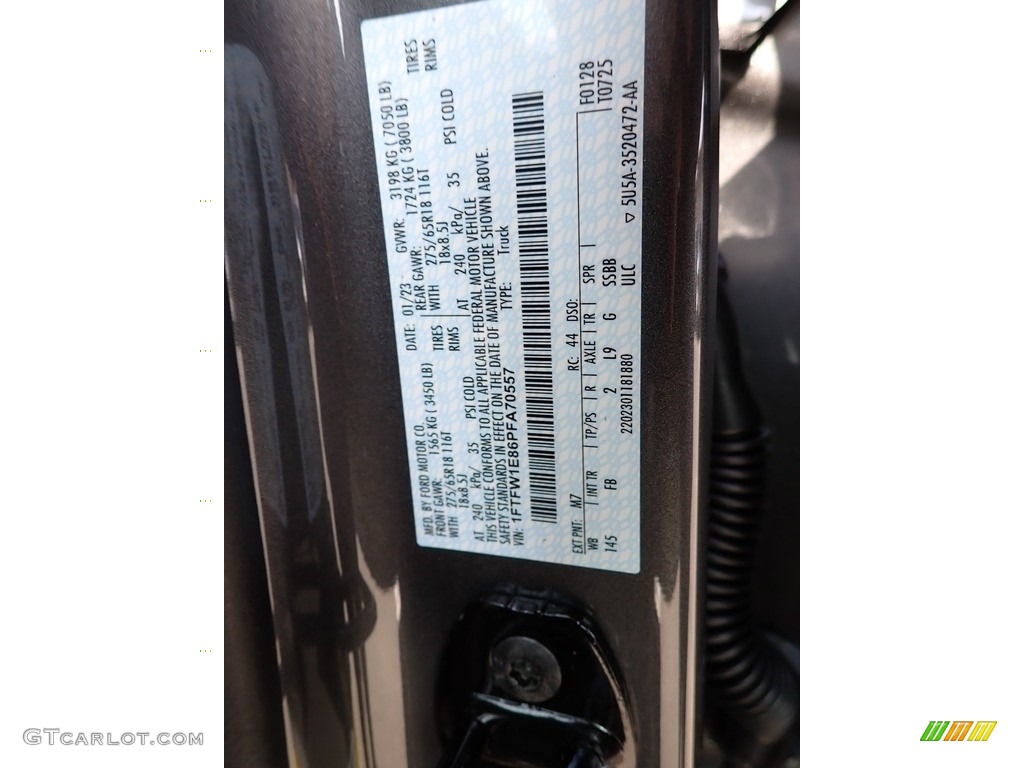 MFD. BY FORD MOTOR CO.
DATE: 01/23
GVWR: 3198 KG ( 7050 LB)
FRONT GAWR: 1565 KG ( 3450 LB)
REAR GAWR: 1724 KG ( 3800 LB)
WITH 275/65R18 116T TIRES
WITH 275/65R18 116T TIRES
18x8.5J RIMS
18x8.5J RIMS
AT 240 kPa/ 35 PSI COLD
AT 240 kPa/ 35 PSI COLD
THIS VEHICLE CONFORMS TO ALL APPLICABLE FEDERAL MOTOR VEHICLE
SAFETY STANDARDS IN EFFECT ON THE DATE OF MANUFACTURE SHOWN ABOVE.
VIN: 1FTFW1E86PFA70557
TYPE: Truck
F0128
T0725
EXT PNT: M7 RC: 44 DSO:
WB INT TR TP/PS R AXLE TR SPR
145 FB - 2 L9 G SSBB
2202301181880 ULC
▽ 5U5A-3520472-AA
GTCARLOT.COM